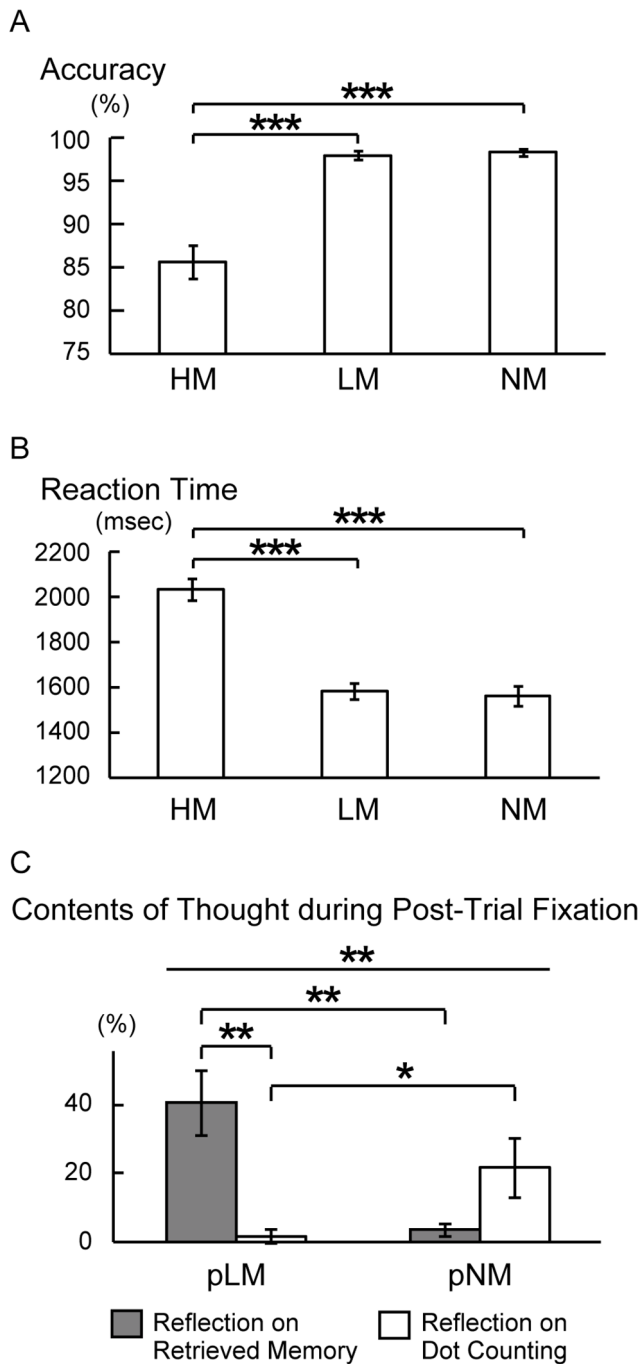 A
Accuracy
(%)
***
***
100
95
90
85
80
75
HM LM NM
B
Reaction Time
(msec)
***
***
2200
2000
1800
1600
1400
1200
HM LM NM
C
Contents of Thought during Post-Trial Fixation
**
**
(%)
**
*
40
20
0
pLM pNM
Reflection on Retrieved Memory
Reflection on Dot Counting